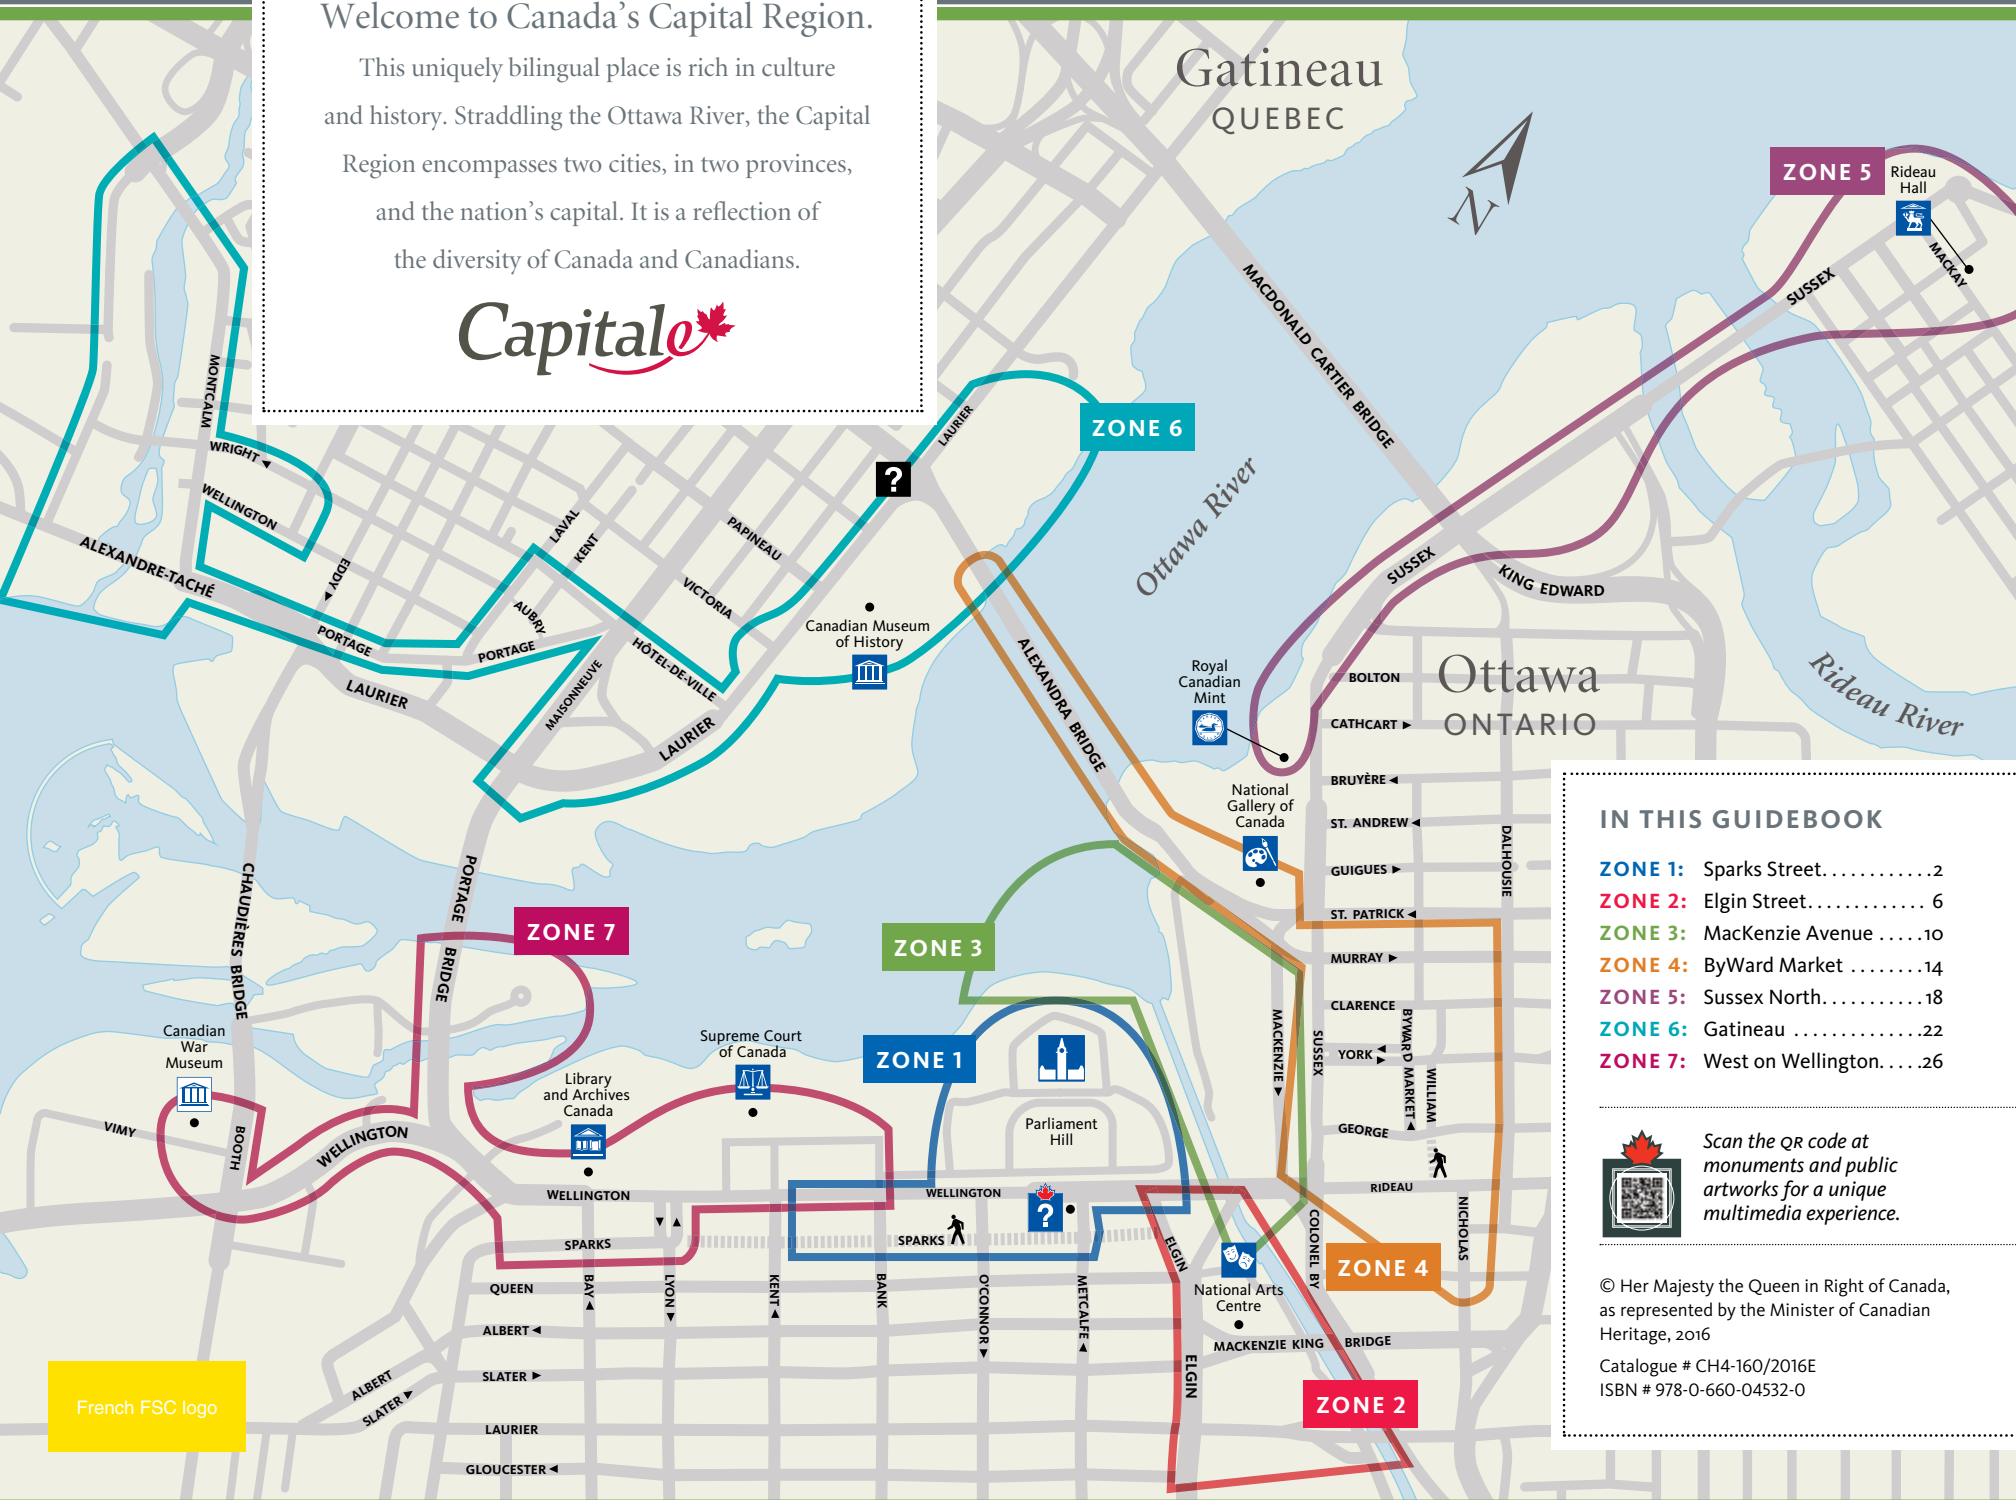 Welcome to Canada's Capital Region.
This uniquely bilingual place is rich in culture
and history. Straddling the Ottawa River, the Capital
Region encompasses two cities, in two provinces,
and the nation's capital. It is a reflection of
the diversity of Canada and Canadians.
Capitale
Gatineau
QUEBEC
N
ZONE 5
Rideau
Hall
MACKAY
SUSSEX
MACDONALD CARTIER BRIDGE
MONTCALM
WRIGHT
WELLINGTON
ALEXANDRE-TACHÉ
EDDY
LAVAL
KENT
AUBRY
PORTAGE
PORTAGE
LAURIER
MAISONNEUVE
HÔTEL-DE-VILLE
VICTORIA
PAPINEAU
LAURIER
LAURIER
?
ZONE 6
Ottawa River
Canadian Museum
of History
ALEXANDRA BRIDGE
SUSSEX
KING EDWARD
Royal
Canadian
Mint
Ottawa
ONTARIO
Rideau River
BOLTON
CATHCART
BRUYÈRE
ST. ANDREW
GUIGUES
ST. PATRICK
MURRAY
CLARENCE
YORK
GEORGE
RIDEAU
DALHOUSIE
BYWARD MARKET
WILLIAM
NICHOLAS
MACKENZIE
SUSSEX
COLONEL BY
National
Gallery of
Canada
CHAUDIÈRES BRIDGE
PORTAGE BRIDGE
ZONE 7
ZONE 3
ZONE 1
Canadian
War
Museum
VIMY
BOOTH
WELLINGTON
Library
and Archives
Canada
Supreme Court
of Canada
Parliament
Hill
WELLINGTON
WELLINGTON
?
SPARKS
SPARKS
QUEEN
ALBERT
SLATER
LAURIER
GLOUCESTER
ALBERT
SLATER
BAY
LYON
KENT
BANK
O'CONNOR
METCALFE
ELGIN
ELGIN
National Arts
Centre
MACKENZIE KING BRIDGE
ZONE 4
ZONE 2
French FSC logo
IN THIS GUIDEBOOK
ZONE 1: Sparks Street............2
ZONE 2: Elgin Street............. 6
ZONE 3: MacKenzie Avenue .....10
ZONE 4: ByWard Market ........14
ZONE 5: Sussex North...........18
ZONE 6: Gatineau ..............22
ZONE 7: West on Wellington.....26
Scan the QR code at
monuments and public
artworks for a unique
multimedia experience.
© Her Majesty the Queen in Right of Canada,
as represented by the Minister of Canadian
Heritage, 2016
Catalogue # CH4-160/2016E
ISBN # 978-0-660-04532-0